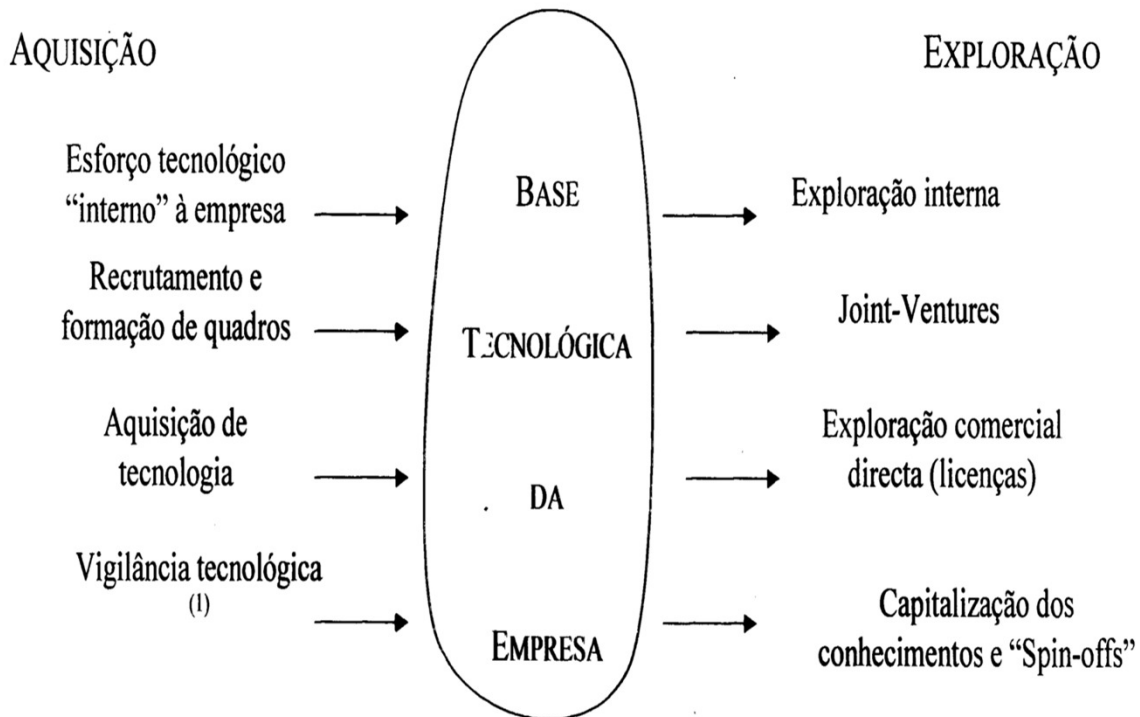 AQUISIÇÃO
EXPLORAÇÃO
Esforço tecnológico
“interno” à empresa
Recrutamento e
formação de quadros
Aquisição de
tecnologia
Vigilância tecnológica
(1)
BASE
TECNOLÓGICA
DA
EMPRESA
Exploração interna
Joint-Ventures
Exploração comercial
directa (licenças)
Capitalização dos
conhecimentos e “Spin-offs”